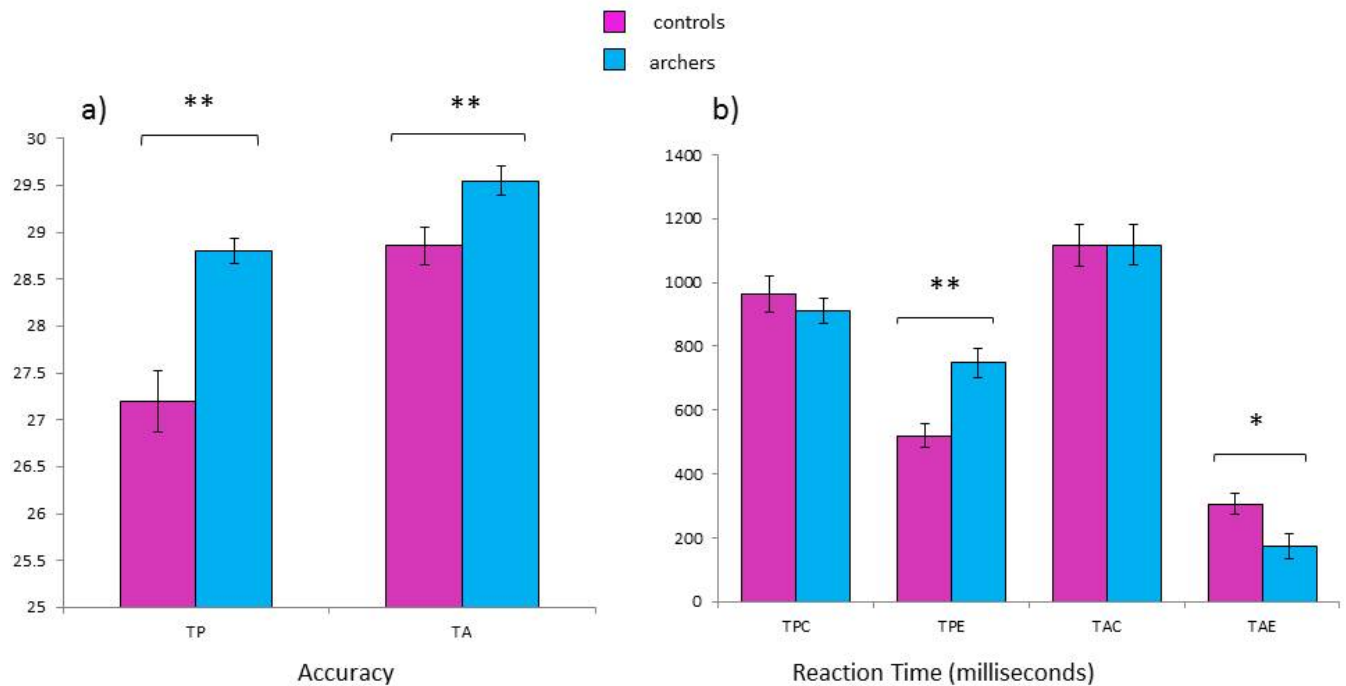 controls
archers
a)
**
**
30
29.5
29
28.5
28
27.5
27
26.5
26
25.5
25
TP
TA
Accuracy
b)
1400
1200
1000
800
600
400
200
0
**
*
TPC
TPE
TAC
TAE
Reaction Time (milliseconds)